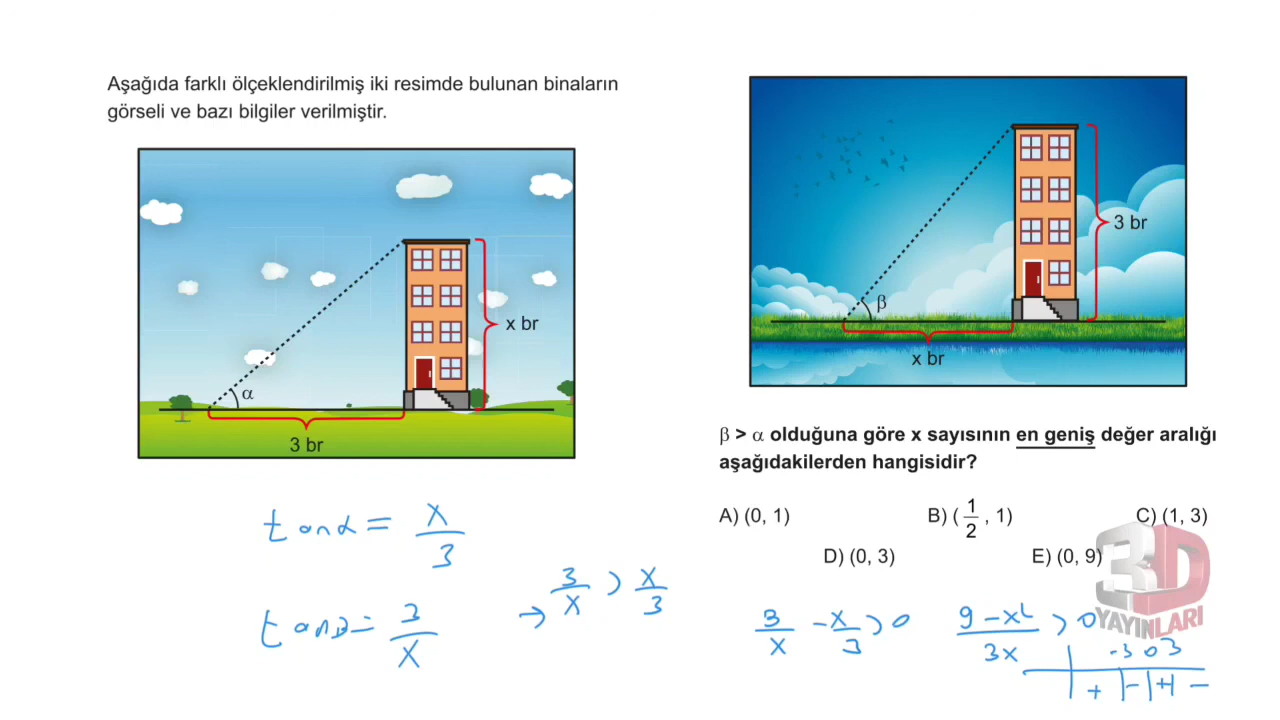 Aşağıda farklı ölçeklendirilmiş iki resimde bulunan binaların
görseli ve bazı bilgiler verilmiştir.
α
3 br
x br
β
x br
3 br
β > α olduğuna göre x sayısının en geniş değer aralığı
aşağıdakilerden hangisidir?
A) (0, 1)
B) (1/2, 1)
C) (1, 3)
D) (0, 3)
E) (0, 9)
tanα = x/3
tanβ = 3/x
→ 3/x > x/3
3/x - x/3 > 0
9 - x²/3x > 0
-3 0 3
+ | - | + | -
3D
YAYINLARI